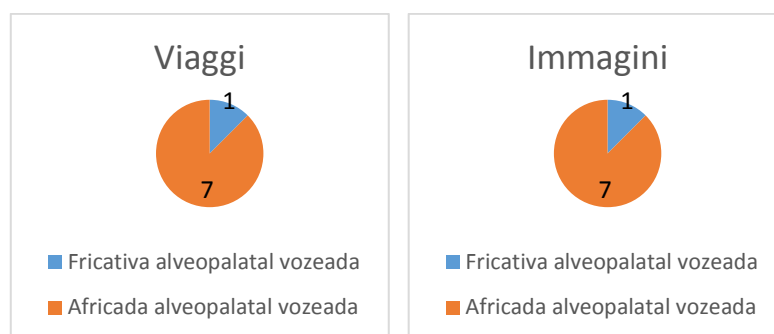 Viaggi
1
7
Fricativa alveopalatal vozeada
Africada alveopalatal vozeada
Immagini
1
7
Fricativa alveopalatal vozeada
Africada alveopalatal vozeada